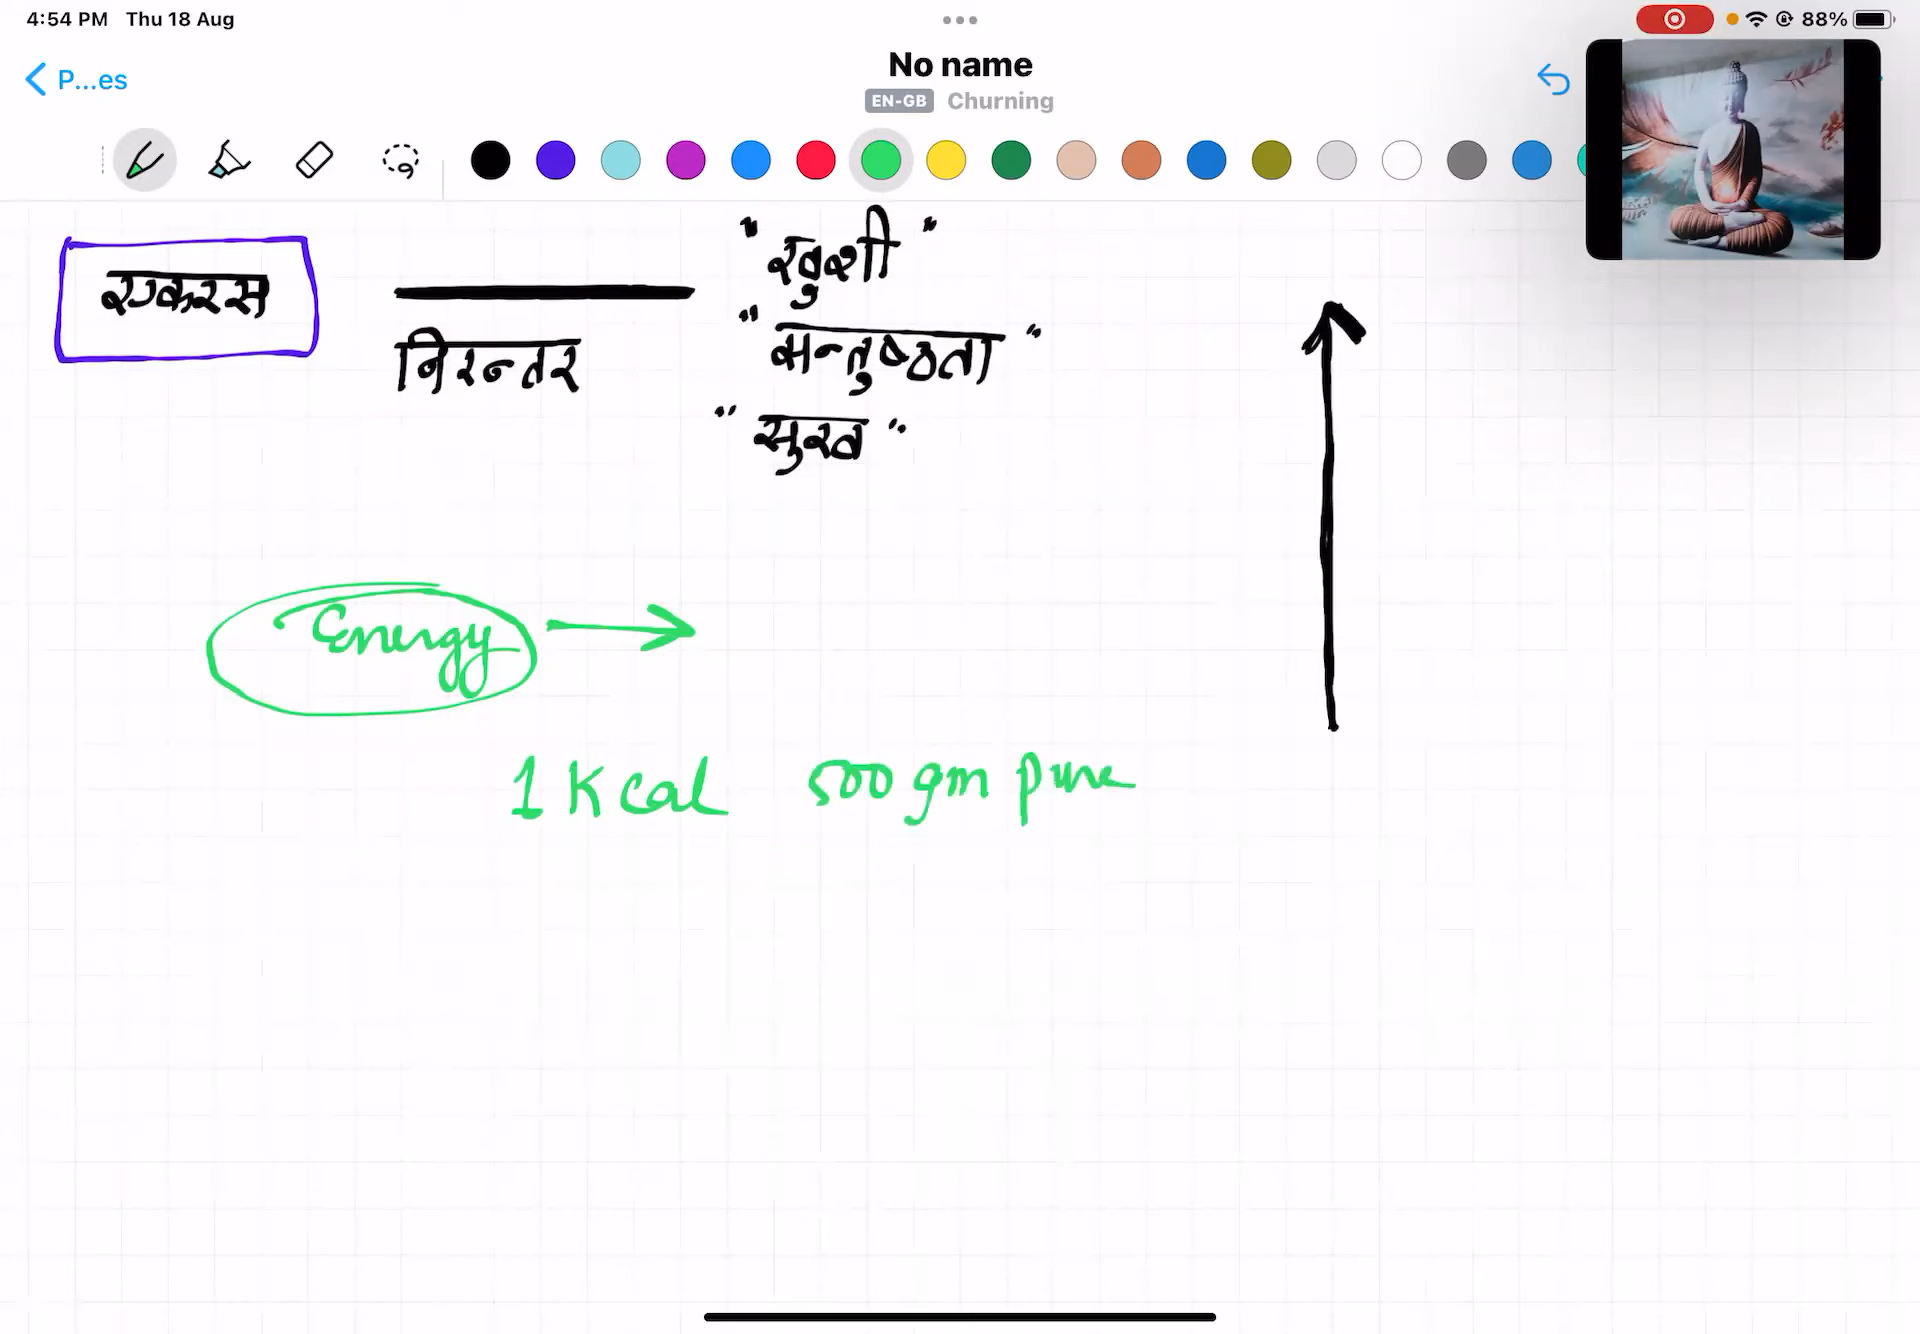 4:54 PM Thu 18 Aug
88%
P...es
No name
EN-GB Churning
एकरस
"खुशी"
निरन्तर
"सन्तुष्ठता"
"सुख"
Energy
1 Kcal 500 gm pure